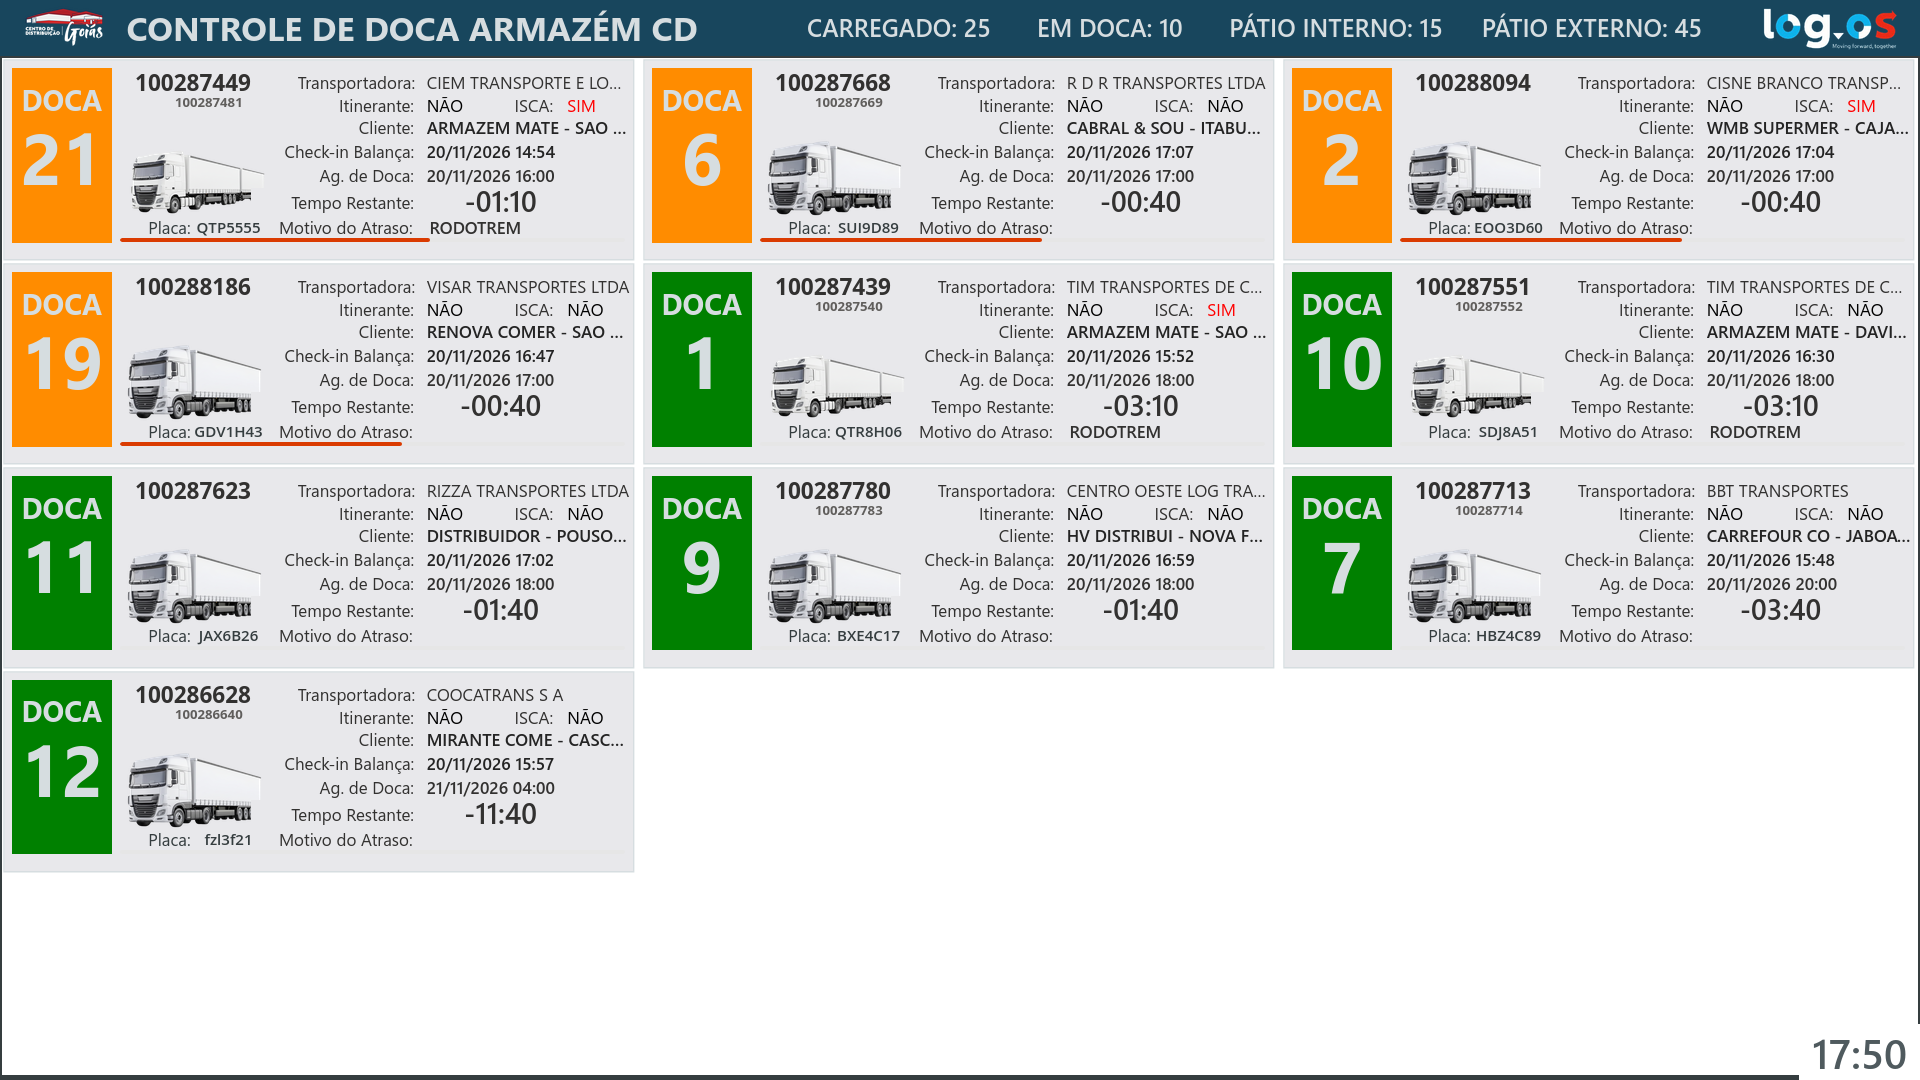 CENTRO DE DISTRIBUIÇÃO Goiás
CONTROLE DE DOCA ARMAZÉM CD
CARREGADO: 25
EM DOCA: 10
PÁTIO INTERNO: 15
PÁTIO EXTERNO: 45
log.os
Moving forward, together
DOCA 21
100287449
100287481
Transportadora: CIEM TRANSPORTE E LO...
Itinerante: NÃO ISCA: SIM
Cliente: ARMAZEM MATE - SAO ...
Check-in Balança: 20/11/2026 14:54
Ag. de Doca: 20/11/2026 16:00
Tempo Restante: -01:10
Placa: QTP5555 Motivo do Atraso: RODOTREM
DOCA 6
100287668
100287669
Transportadora: R D R TRANSPORTES LTDA
Itinerante: NÃO ISCA: NÃO
Cliente: CABRAL & SOU - ITABU...
Check-in Balança: 20/11/2026 17:07
Ag. de Doca: 20/11/2026 17:00
Tempo Restante: -00:40
Placa: SUI9D89 Motivo do Atraso:
DOCA 2
100288094
Transportadora: CISNE BRANCO TRANSP...
Itinerante: NÃO ISCA: SIM
Cliente: WMB SUPERMER - CAJA...
Check-in Balança: 20/11/2026 17:04
Ag. de Doca: 20/11/2026 17:00
Tempo Restante: -00:40
Placa: EOO3D60 Motivo do Atraso:
DOCA 19
100288186
Transportadora: VISAR TRANSPORTES LTDA
Itinerante: NÃO ISCA: NÃO
Cliente: RENOVA COMER - SAO ...
Check-in Balança: 20/11/2026 16:47
Ag. de Doca: 20/11/2026 17:00
Tempo Restante: -00:40
Placa: GDV1H43 Motivo do Atraso:
DOCA 1
100287439
100287540
Transportadora: TIM TRANSPORTES DE C...
Itinerante: NÃO ISCA: SIM
Cliente: ARMAZEM MATE - SAO ...
Check-in Balança: 20/11/2026 15:52
Ag. de Doca: 20/11/2026 18:00
Tempo Restante: -03:10
Placa: QTR8H06 Motivo do Atraso: RODOTREM
DOCA 10
100287551
100287552
Transportadora: TIM TRANSPORTES DE C...
Itinerante: NÃO ISCA: NÃO
Cliente: ARMAZEM MATE - DAVI...
Check-in Balança: 20/11/2026 16:30
Ag. de Doca: 20/11/2026 18:00
Tempo Restante: -03:10
Placa: SDJ8A51 Motivo do Atraso: RODOTREM
DOCA 11
100287623
Transportadora: RIZZA TRANSPORTES LTDA
Itinerante: NÃO ISCA: NÃO
Cliente: DISTRIBUIDOR - POUSO...
Check-in Balança: 20/11/2026 17:02
Ag. de Doca: 20/11/2026 18:00
Tempo Restante: -01:40
Placa: JAX6B26 Motivo do Atraso:
DOCA 9
100287780
100287783
Transportadora: CENTRO OESTE LOG TRA...
Itinerante: NÃO ISCA: NÃO
Cliente: HV DISTRIBUI - NOVA F...
Check-in Balança: 20/11/2026 16:59
Ag. de Doca: 20/11/2026 18:00
Tempo Restante: -01:40
Placa: BXE4C17 Motivo do Atraso:
DOCA 7
100287713
100287714
Transportadora: BBT TRANSPORTES
Itinerante: NÃO ISCA: NÃO
Cliente: CARREFOUR CO - JABOA...
Check-in Balança: 20/11/2026 15:48
Ag. de Doca: 20/11/2026 20:00
Tempo Restante: -03:40
Placa: HBZ4C89 Motivo do Atraso:
DOCA 12
100286628
100286640
Transportadora: COOCATRANS S A
Itinerante: NÃO ISCA: NÃO
Cliente: MIRANTE COME - CASC...
Check-in Balança: 20/11/2026 15:57
Ag. de Doca: 21/11/2026 04:00
Tempo Restante: -11:40
Placa: fzl3f21 Motivo do Atraso:
17:50